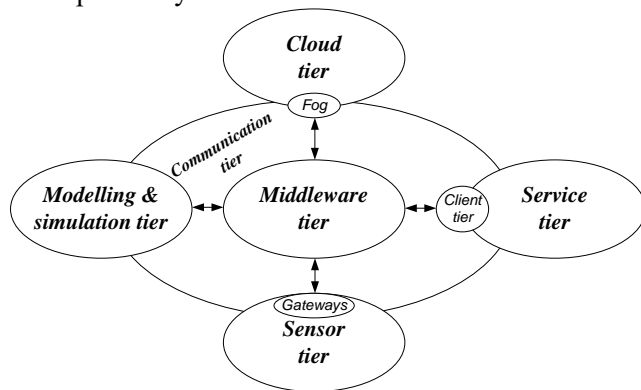 Cloud
tier
Fog
Communication
tier
Modelling &
simulation tier
Middleware
tier
Client
tier
Service
tier
Gateways
Sensor
tier